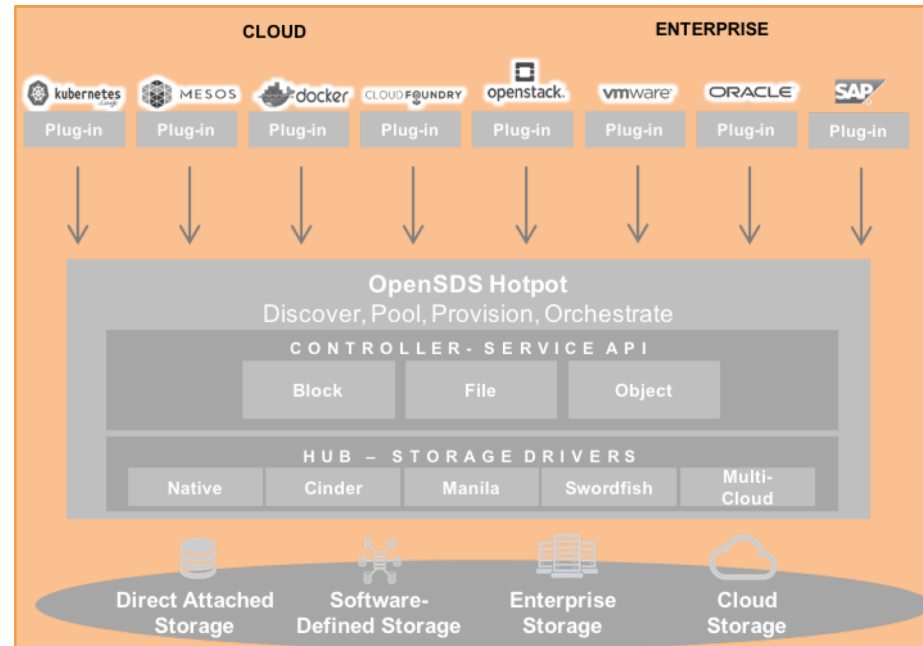 CLOUD
ENTERPRISE
kubernetes
by Google
MESOS
docker
CLOUDFOUNDRY
openstack.
vmware
ORACLE
SAP
Plug-in
Plug-in
Plug-in
Plug-in
Plug-in
Plug-in
Plug-in
Plug-in
OpenSDS Hotpot
Discover, Pool, Provision, Orchestrate
CONTROLLER- SERVICE API
Block
File
Object
HUB – STORAGE DRIVERS
Native
Cinder
Manila
Swordfish
Multi-
Cloud
Direct Attached
Storage
Software-
Defined Storage
Enterprise
Storage
Cloud
Storage